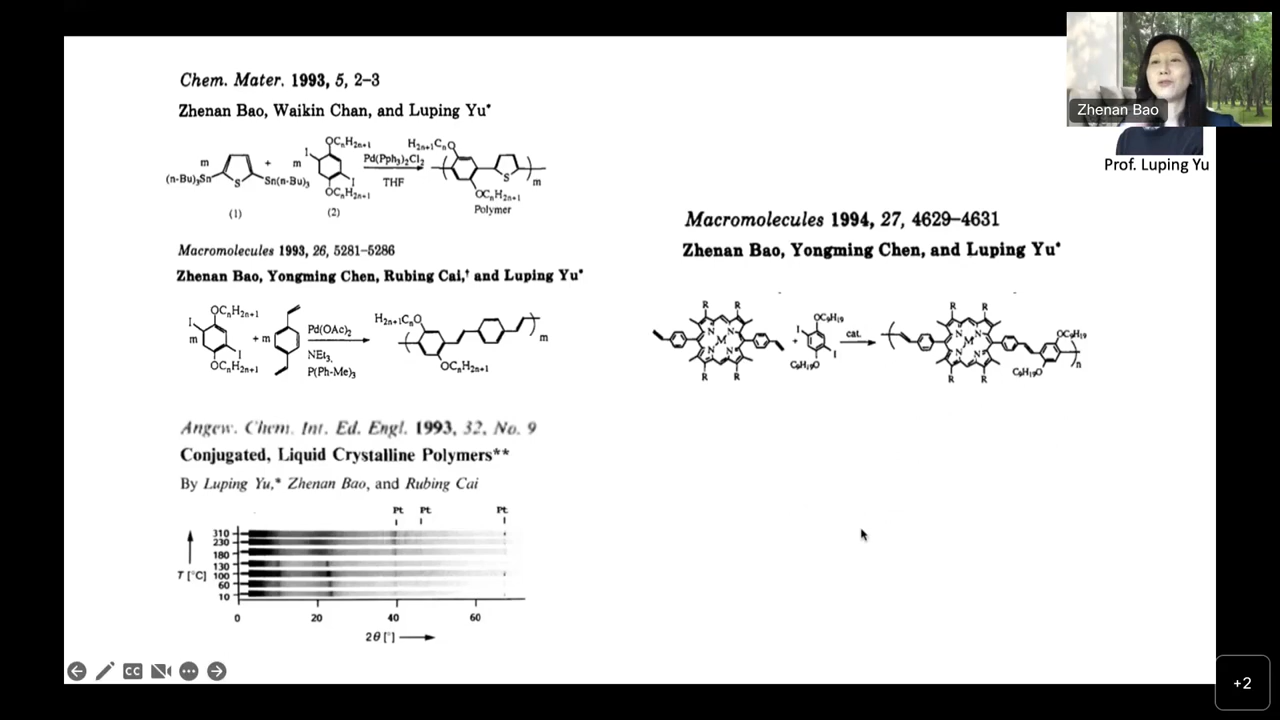 Chem. Mater. 1993, 5, 2–3
Zhenan Bao, Waikin Chan, and Luping Yu*
m
(n-Bu)3Sn
S
Sn(n-Bu)3
+
m
OCnH2n+1
I
I
OCnH2n+1
Pd(Pph3)2Cl2
THF
H2n+1CnO
S
m
OCnH2n+1
Polymer
(1)
(2)
Macromolecules 1993, 26, 5281–5286
Zhenan Bao, Yongming Chen, Rubing Cai,† and Luping Yu*
OCnH2n+1
I
m
I
OCnH2n+1
+ m
Pd(OAc)2
NEt3,
P(Ph-Me)3
H2n+1CnO
OCnH2n+1
m
Angew. Chem. Int. Ed. Engl. 1993, 32, No. 9
Conjugated, Liquid Crystalline Polymers**
By Luping Yu,* Zhenan Bao, and Rubing Cai
Pt Pt Pt
310
230
180
130
100
60
10
T [°C]
0 20 40 60
2θ [°]
Zhenan Bao
Prof. Luping Yu
Macromolecules 1994, 27, 4629–4631
Zhenan Bao, Yongming Chen, and Luping Yu*
R R
N N
M
N N
R R
+
OC9H19
I
I
C9H19O
cat.
R R
N N
M
N N
R R
OC9H19
C9H19O
n
CC
+2